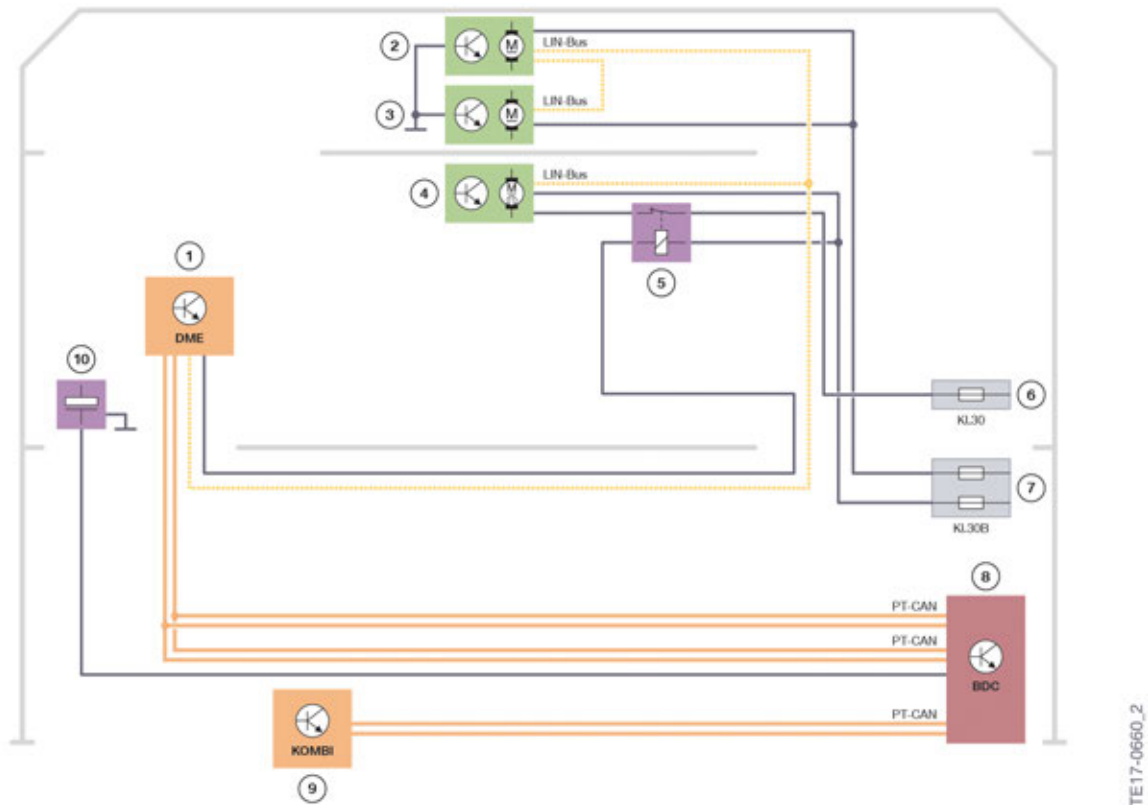 2
LIN-Bus
M
3
LIN-Bus
M
4
LIN-Bus
M
5
1
DME
10
6
KL30
7
KL30B
8
PT-CAN
PT-CAN
BDC
PT-CAN
KOMBI
9
TE17-0660_2